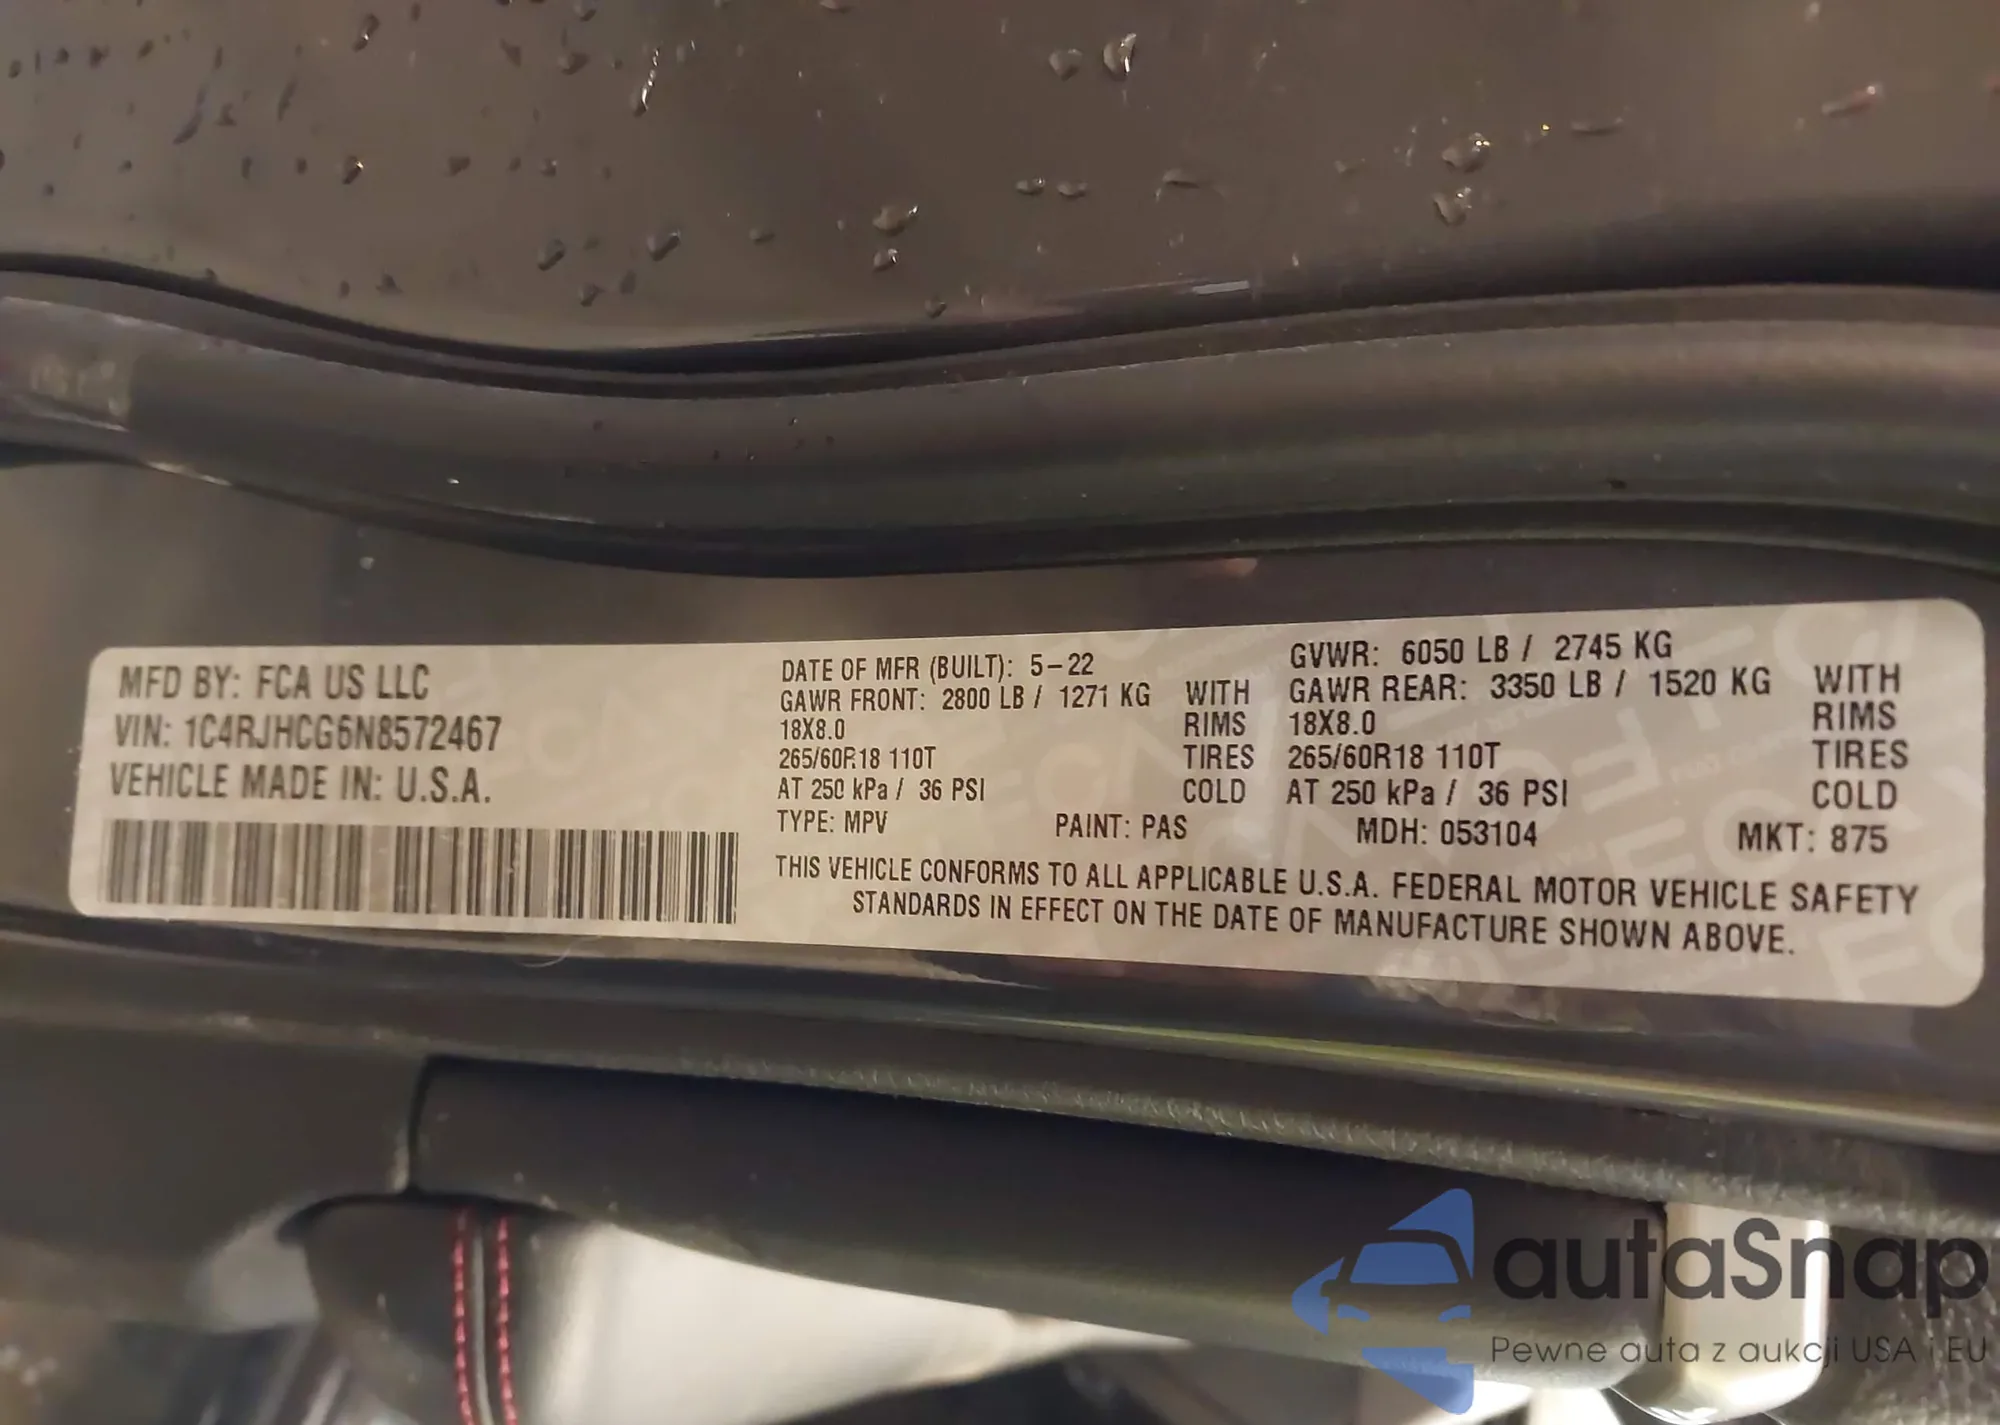 MFD BY: FCA US LLC
VIN: 1C4RJHCG6N8572467
VEHICLE MADE IN: U.S.A.
DATE OF MFR (BUILT): 5-22
GAWR FRONT: 2800 LB / 1271 KG WITH
18X8.0 RIMS
265/60R18 110T TIRES
AT 250 kPa / 36 PSI COLD
GVWR: 6050 LB / 2745 KG
GAWR REAR: 3350 LB / 1520 KG WITH
18X8.0 RIMS
265/60R18 110T TIRES
AT 250 kPa / 36 PSI COLD
TYPE: MPV PAINT: PAS MDH: 053104 MKT: 875
THIS VEHICLE CONFORMS TO ALL APPLICABLE U.S.A. FEDERAL MOTOR VEHICLE SAFETY
STANDARDS IN EFFECT ON THE DATE OF MANUFACTURE SHOWN ABOVE.
autaSnap
Pewne auta z aukcji USA i EU